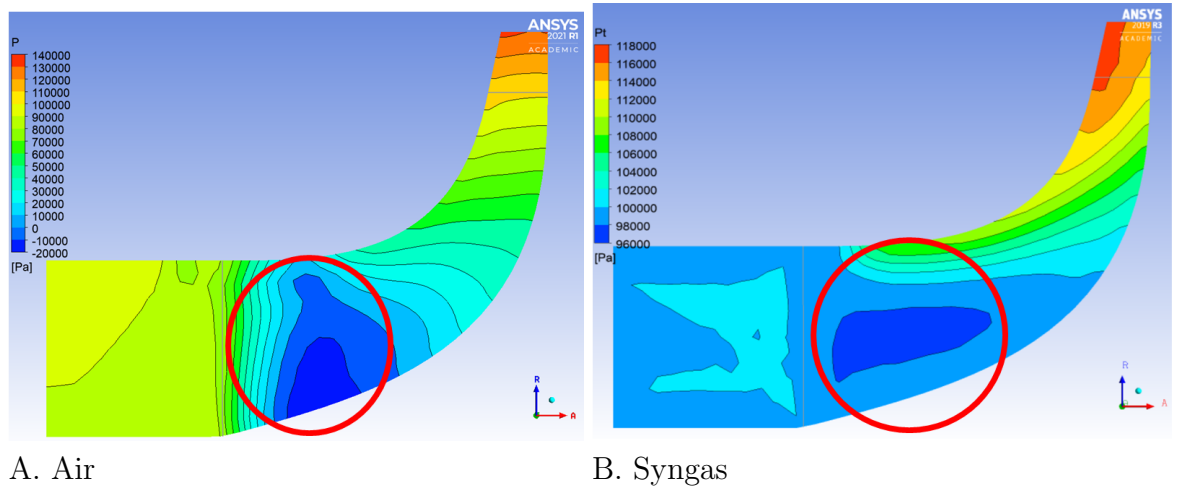 ANSYS
2021 R1
ACADEMIC
P
140000
130000
120000
110000
100000
90000
80000
70000
60000
50000
40000
30000
20000
10000
0
-10000
-20000
[Pa]
R
A
A. Air
ANSYS
2019 R3
ACADEMIC
Pt
118000
116000
114000
112000
110000
108000
106000
104000
102000
100000
98000
96000
[Pa]
R
A
B. Syngas